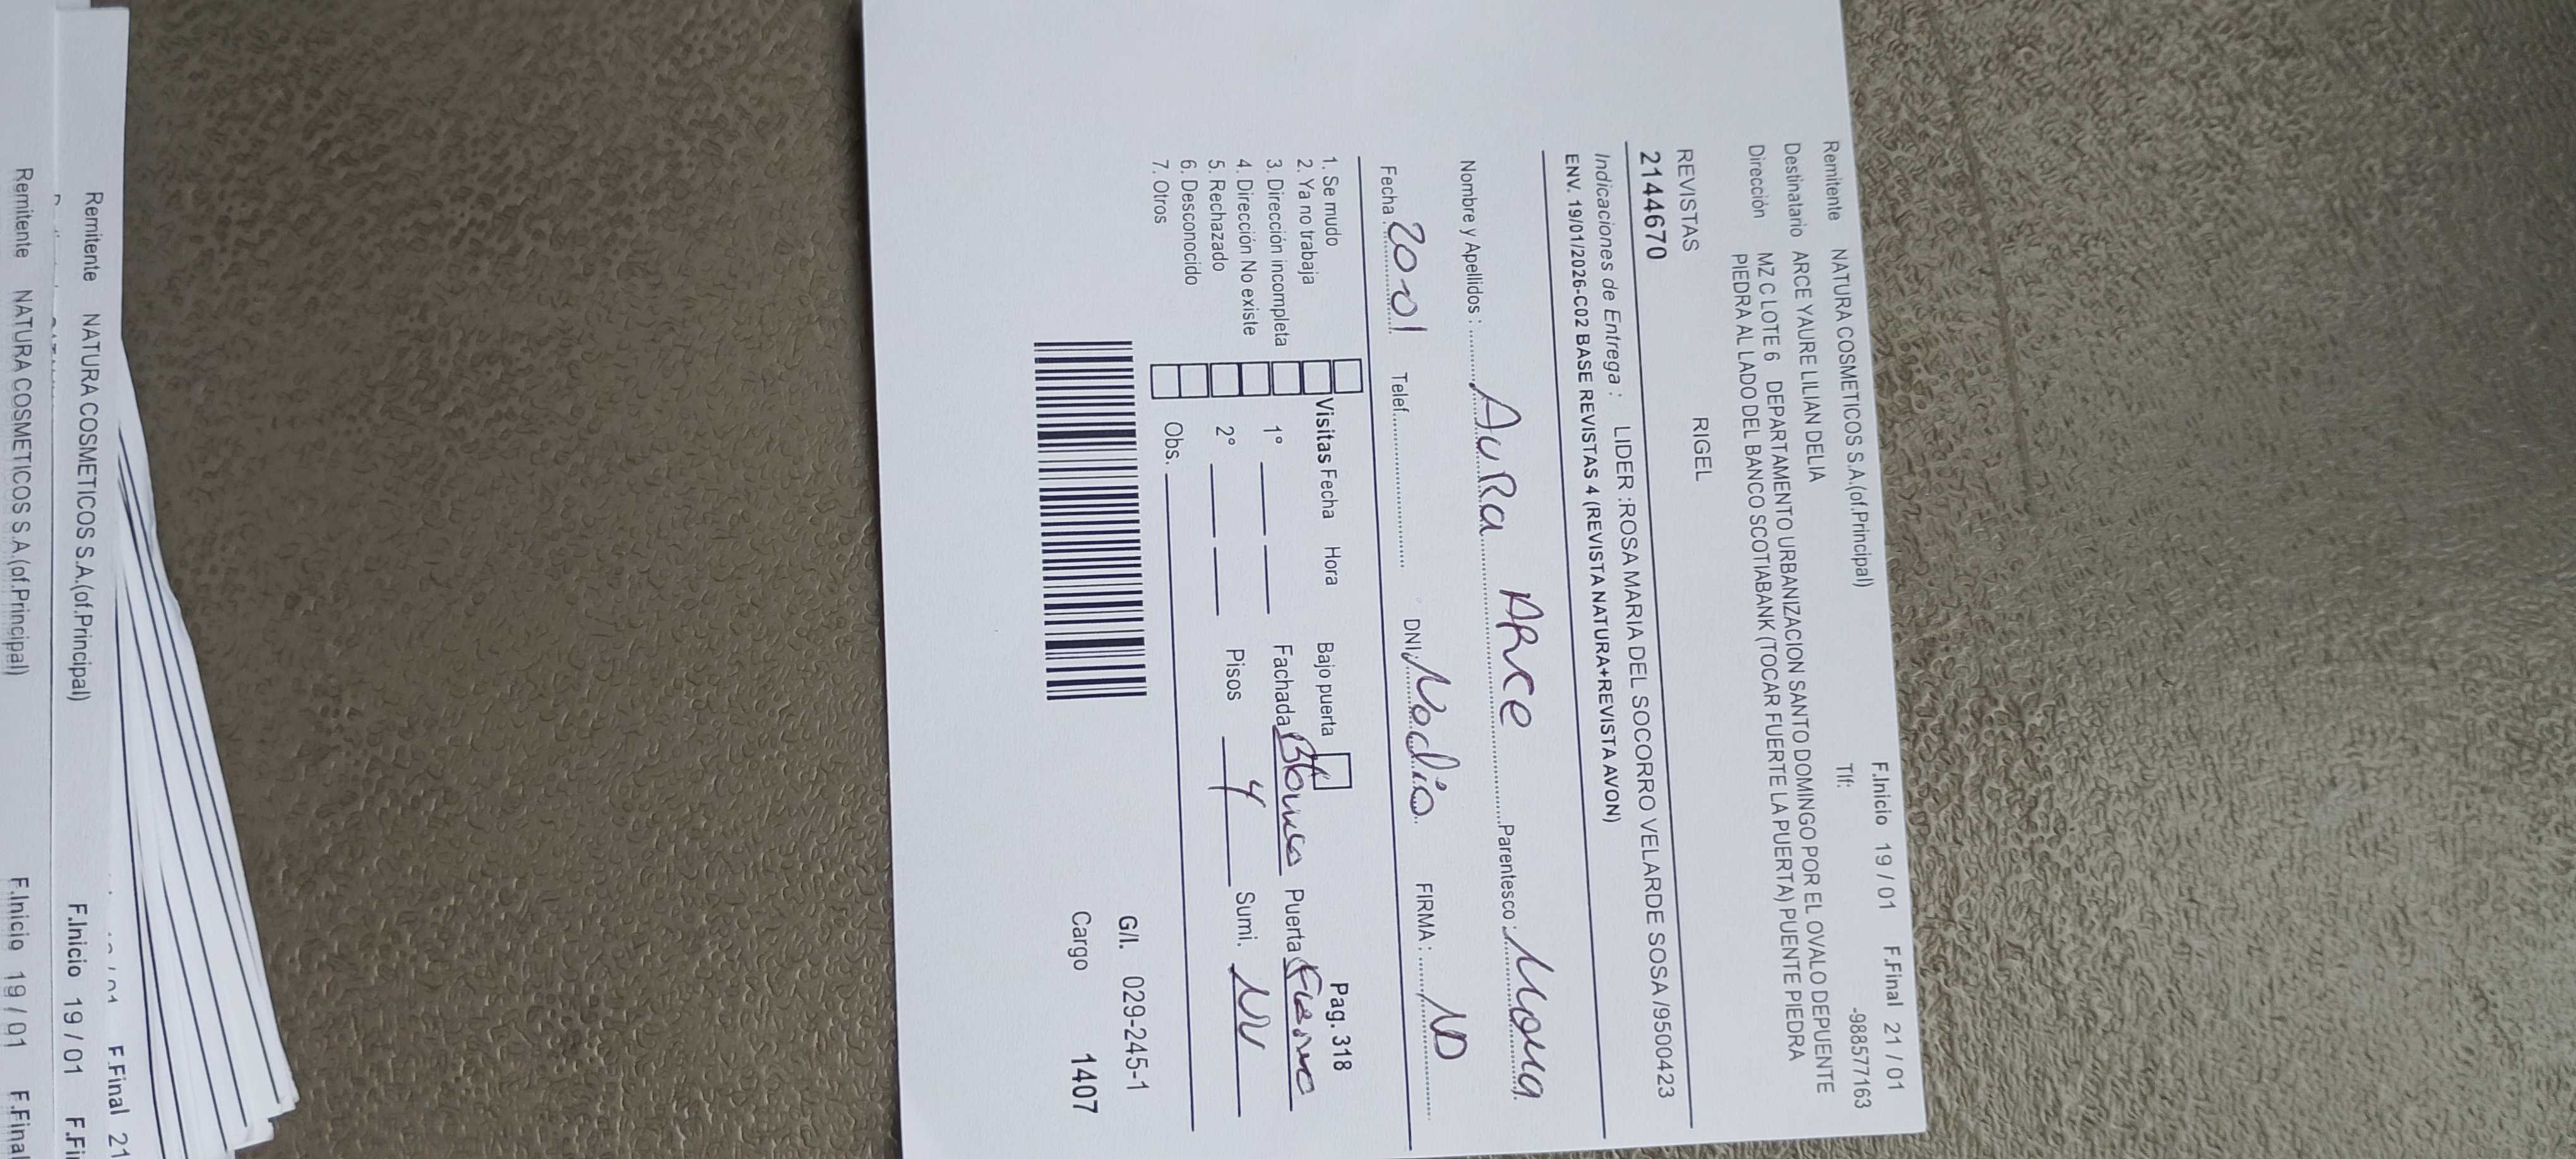 F.Inicio 19 / 01 F.Final 21 / 01
Remitente NATURA COSMETICOS S.A.(of.Principal) Tlf: -988577163
Destinatario ARCE YAURE LILIAN DELIA
Dirección MZ C LOTE 6 DEPARTAMENTO URBANIZACION SANTO DOMINGO POR EL OVALO DEPUENTE
PIEDRA AL LADO DEL BANCO SCOTIABANK (TOCAR FUERTE LA PUERTA) PUENTE PIEDRA
REVISTAS RIGEL
2144670
Indicaciones de Entrega : LIDER :ROSA MARIA DEL SOCORRO VELARDE SOSA /9500423
ENV. 19/01/2026-C02 BASE REVISTAS 4 (REVISTA NATURA+REVISTA AVON)
Nombre y Apellidos : AuRa ARce Parentesco :
Fecha 20-01 Telef. DNI: FIRMA : ND
1. Se mudo
2. Ya no trabaja
3. Dirección incompleta
4. Dirección No existe
5. Rechazado
6. Desconocido
7. Otros
Visitas Fecha Hora
1°
2°
Obs.
Bajo puerta Pag. 318
Fachada Puerta
Pisos 4 Sumi.
G/I. 029-245-1
Cargo 1407
Remitente NATURA COSMETICOS S.A.(of.Principal)
F.Inicio 19 / 01
F.Final 21
Remitente NATURA COSMETICOS S.A.(of.Principal)
F.Inicio 19 / 01 F.Final